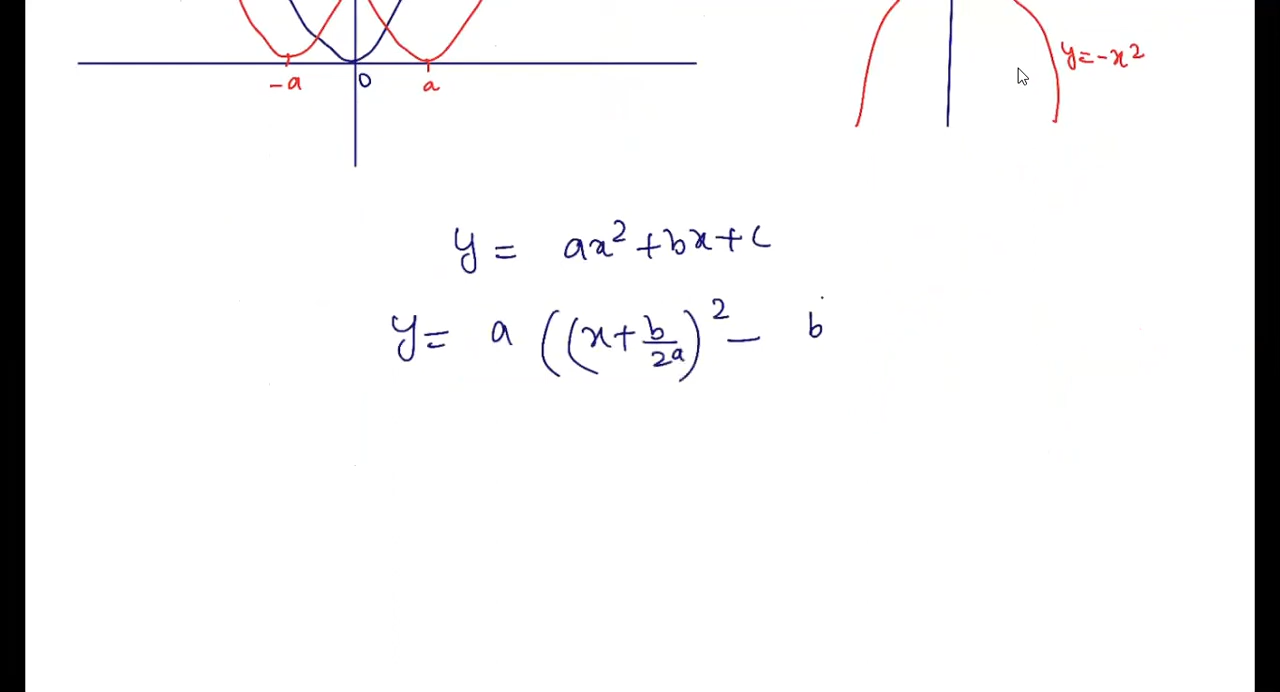 -a 0 a
y=-x²
y = ax²+bx+c
y= a ((x+b/2a)² - b